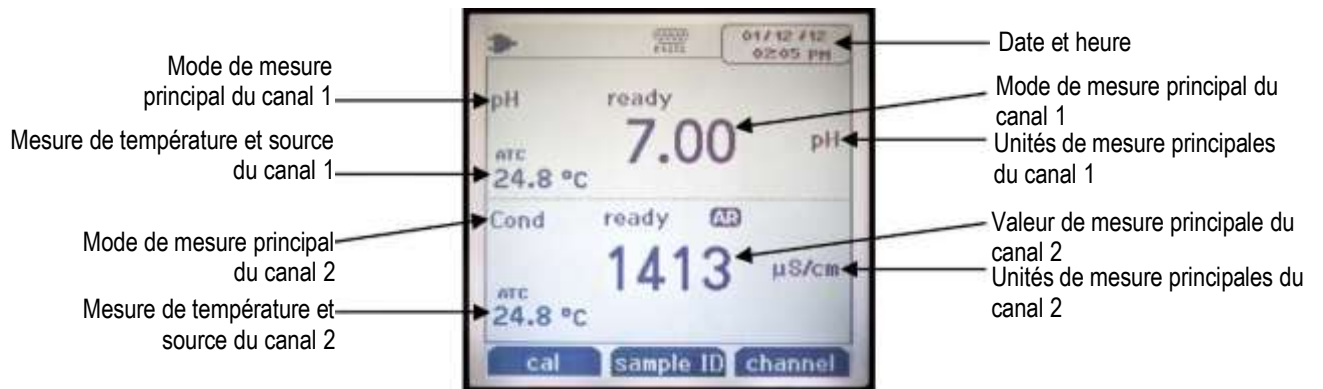 Mode de mesure
principal du canal 1
Mesure de température et source
du canal 1
Mode de mesure principal
du canal 2
Mesure de température et
source du canal 2
01/12/12
02:05 PM
pH
ready
7.00
pH
ATC
24.8 °C
Cond
ready
AR
1413
µS/cm
ATC
24.8 °C
cal
sample ID
channel
Date et heure
Mode de mesure principal du
canal 1
Unités de mesure principales
du canal 1
Valeur de mesure principale du
canal 2
Unités de mesure principales du
canal 2